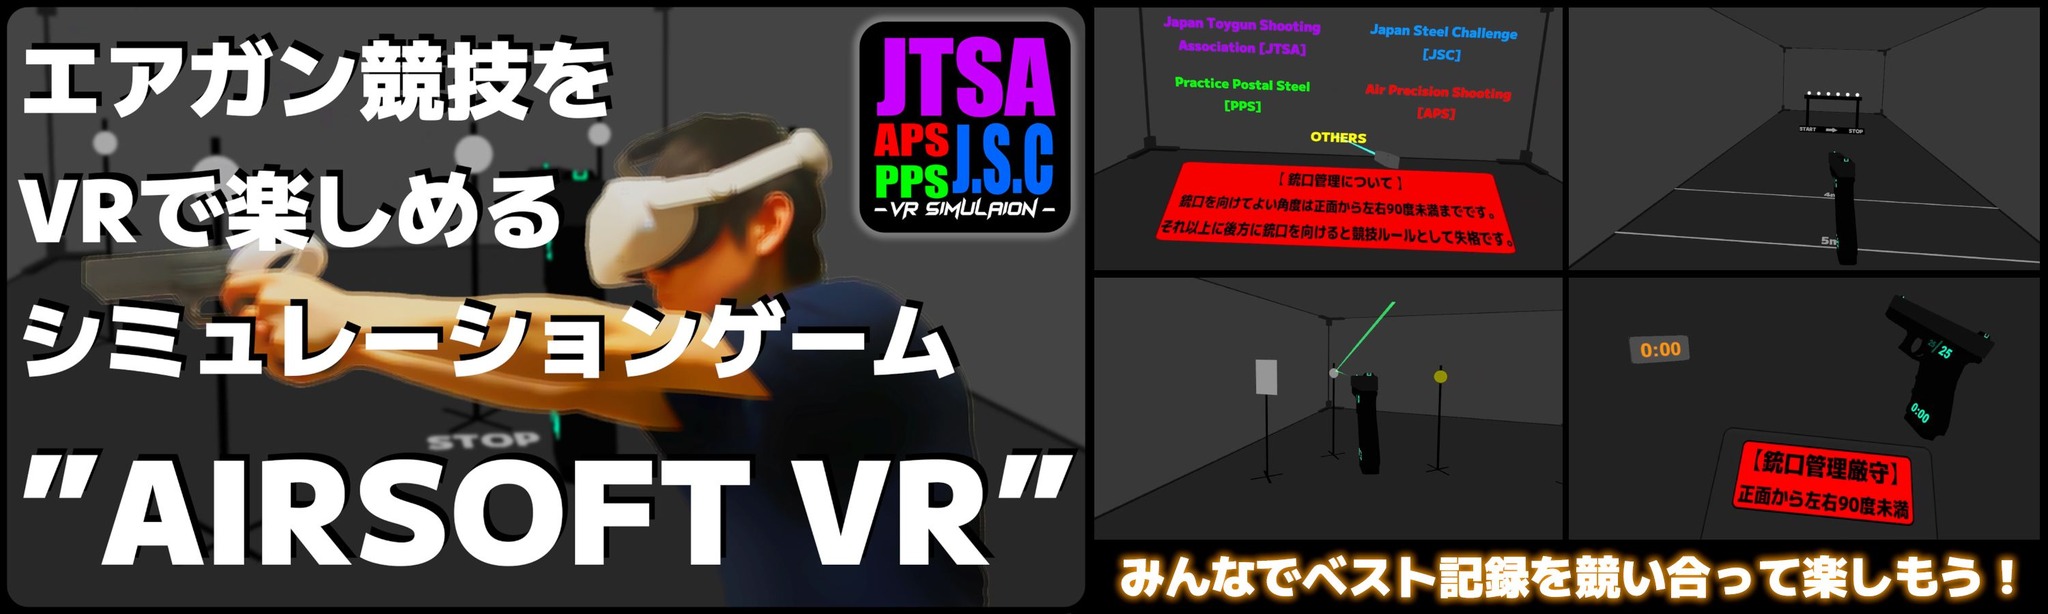 エアガン競技を
VRで楽しめる
シミュレーションゲーム
"AIRSOFT VR"
JTSA
APS J.S.C
PPS
-VR SIMULAION-
STOP
Japan Toygun Shooting
Association [JTSA]
Japan Steel Challenge
[JSC]
Practice Postal Steel
[PPS]
Air Precision Shooting
[APS]
OTHERS
【 銃口管理について 】
銃口を向けてよい角度は正面から左右90度未満までです。
それ以上に後方に銃口を向けると競技ルールとして失格です。
START STOP
4m
5m
0:00
25/25
0:00
【銃口管理厳守】
正面から左右90度未満
みんなでベスト記録を競い合って楽しもう！